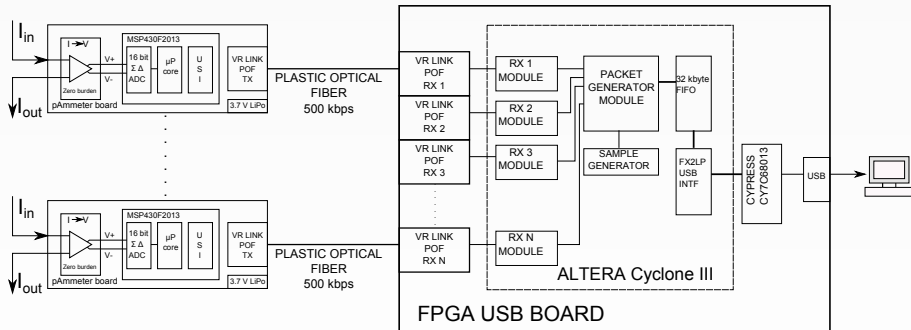 I in
I out
I → V
V+
V-
Zero burden
pAmmeter board
MSP430F2013
16 bit
Σ Δ
ADC
µP
core
U
S
I
VR LINK
POF
TX
3.7 V LiPo
PLASTIC OPTICAL
FIBER
500 kbps
I in
I out
I → V
V+
V-
Zero burden
pAmmeter board
MSP430F2013
16 bit
Σ Δ
ADC
µP
core
U
S
I
VR LINK
POF
TX
3.7 V LiPo
PLASTIC OPTICAL
FIBER
500 kbps
VR LINK
POF
RX 1
VR LINK
POF
RX 2
VR LINK
POF
RX 3
VR LINK
POF
RX N
RX 1
MODULE
RX 2
MODULE
RX 3
MODULE
RX N
MODULE
PACKET
GENERATOR
MODULE
SAMPLE
GENERATOR
32 kbyte
FIFO
FX2LP
USB
INTF
ALTERA Cyclone III
CYPRESS
CY7C68013
USB
FPGA USB BOARD